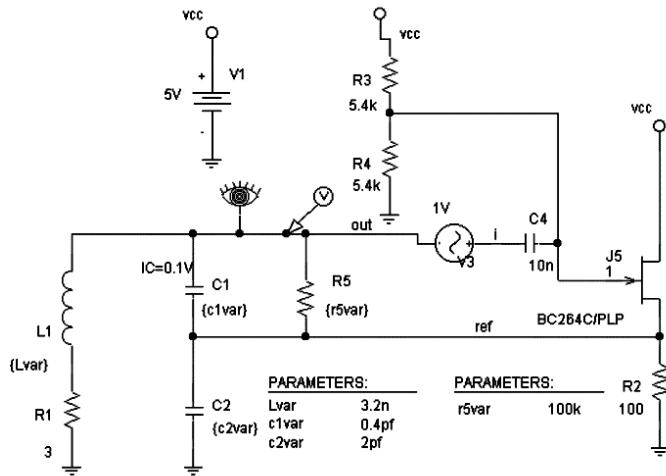 vcc
+
V1
5V
-
vcc
R3
5.4k
R4
5.4k
vcc
V
out
1V
-
+
V3
i
C4
10n
J5
1
BC264C/PLP
IC=0.1V
C1
{c1var}
R5
{r5var}
ref
L1
{Lvar}
R1
3
C2
{c2var}
PARAMETERS:
Lvar 3.2n
c1var 0.4pf
c2var 2pf
PARAMETERS:
r5var 100k
R2
100